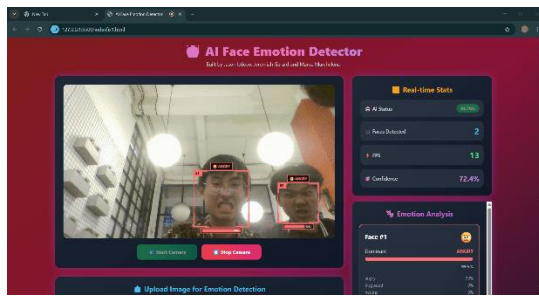 New Tab
AI Face Emotion Detector
AI Face Emotion Detector
Real-time Stats
AI Status
Faces Detected
2
FPS
13
Confidence
72.4%
ANGRY
ANGRY
Start Camera
Stop Camera
Emotion Analysis
Face #1
Dominant
ANGRY
Upload Image for Emotion Detection